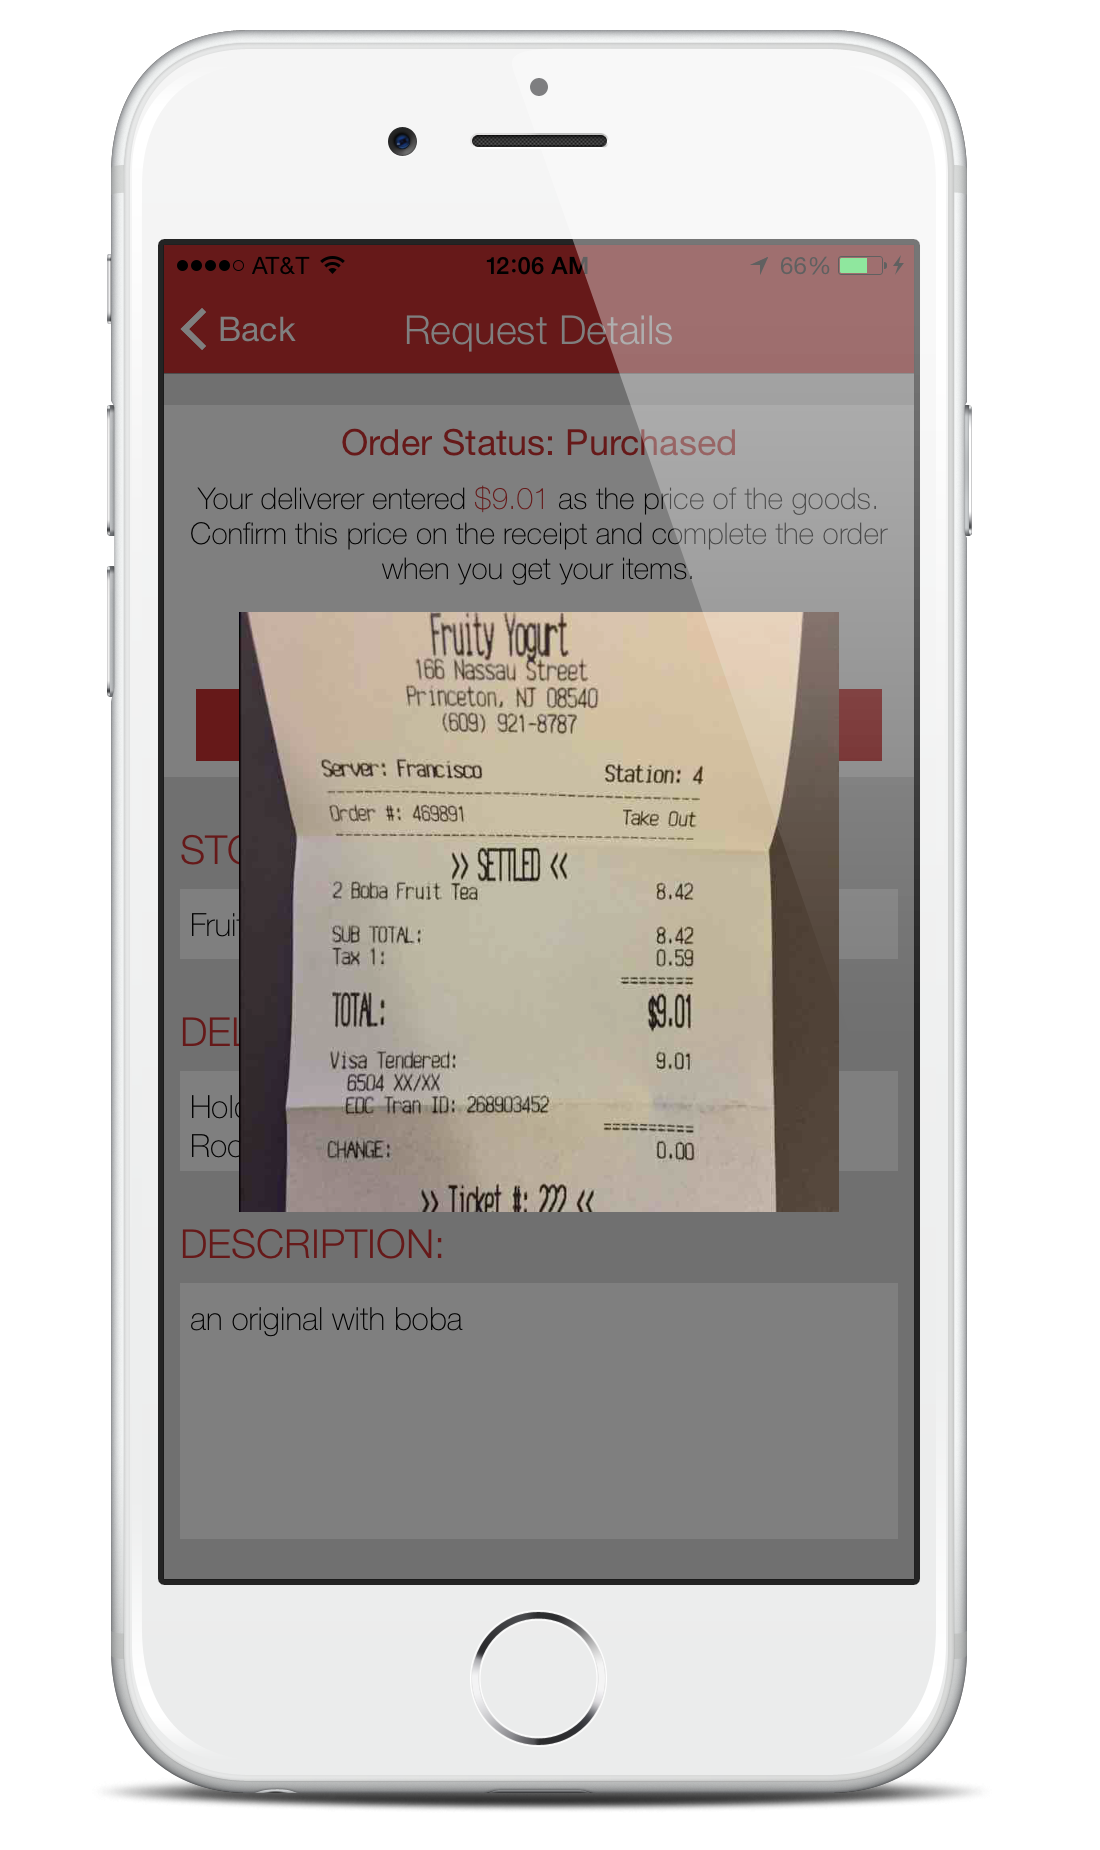 AT&T 12:06 AM 66%
Back Request Details
Order Status: Purchased
Your deliverer entered $9.01 as the price of the goods.
Confirm this price on the receipt and complete the order
when you get your items.
Fruity Yogurt
166 Nassau Street
Princeton, NJ 08540
(609) 921-8787
Server: Francisco Station: 4
Order #: 469891 Take Out
>> SETTLED <<
2 Boba Fruit Tea 8.42
SUB TOTAL: 8.42
Tax 1: 0.59
========
TOTAL: $9.01
Visa Tendered: 9.01
6504 XX/XX
EDC Tran ID: 268903452
==========
CHANGE: 0.00
>> Ticket #: 222 <<
STO
Fruit
DEL
Hold
Roo
DESCRIPTION:
an original with boba